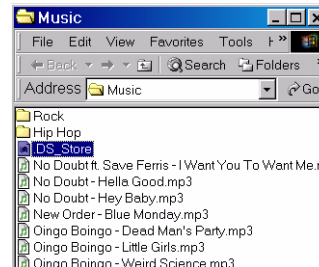 Music
File Edit View Favorites Tools »
Back Search Folders
Address Music Go
Rock
Hip Hop
.DS_Store
No Doubt ft. Save Ferris - I Want You To Want Me.
No Doubt - Hella Good.mp3
No Doubt - Hey Baby.mp3
New Order - Blue Monday.mp3
Oingo Boingo - Dead Man's Party.mp3
Oingo Boingo - Little Girls.mp3
Oingo Boingo - Weird Science.mp3